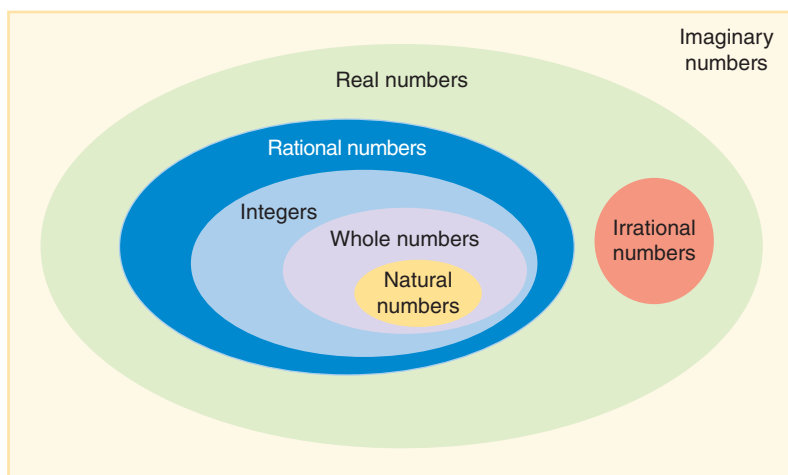 Imaginary
numbers
Real numbers
Rational numbers
Integers
Whole numbers
Natural
numbers
Irrational
numbers